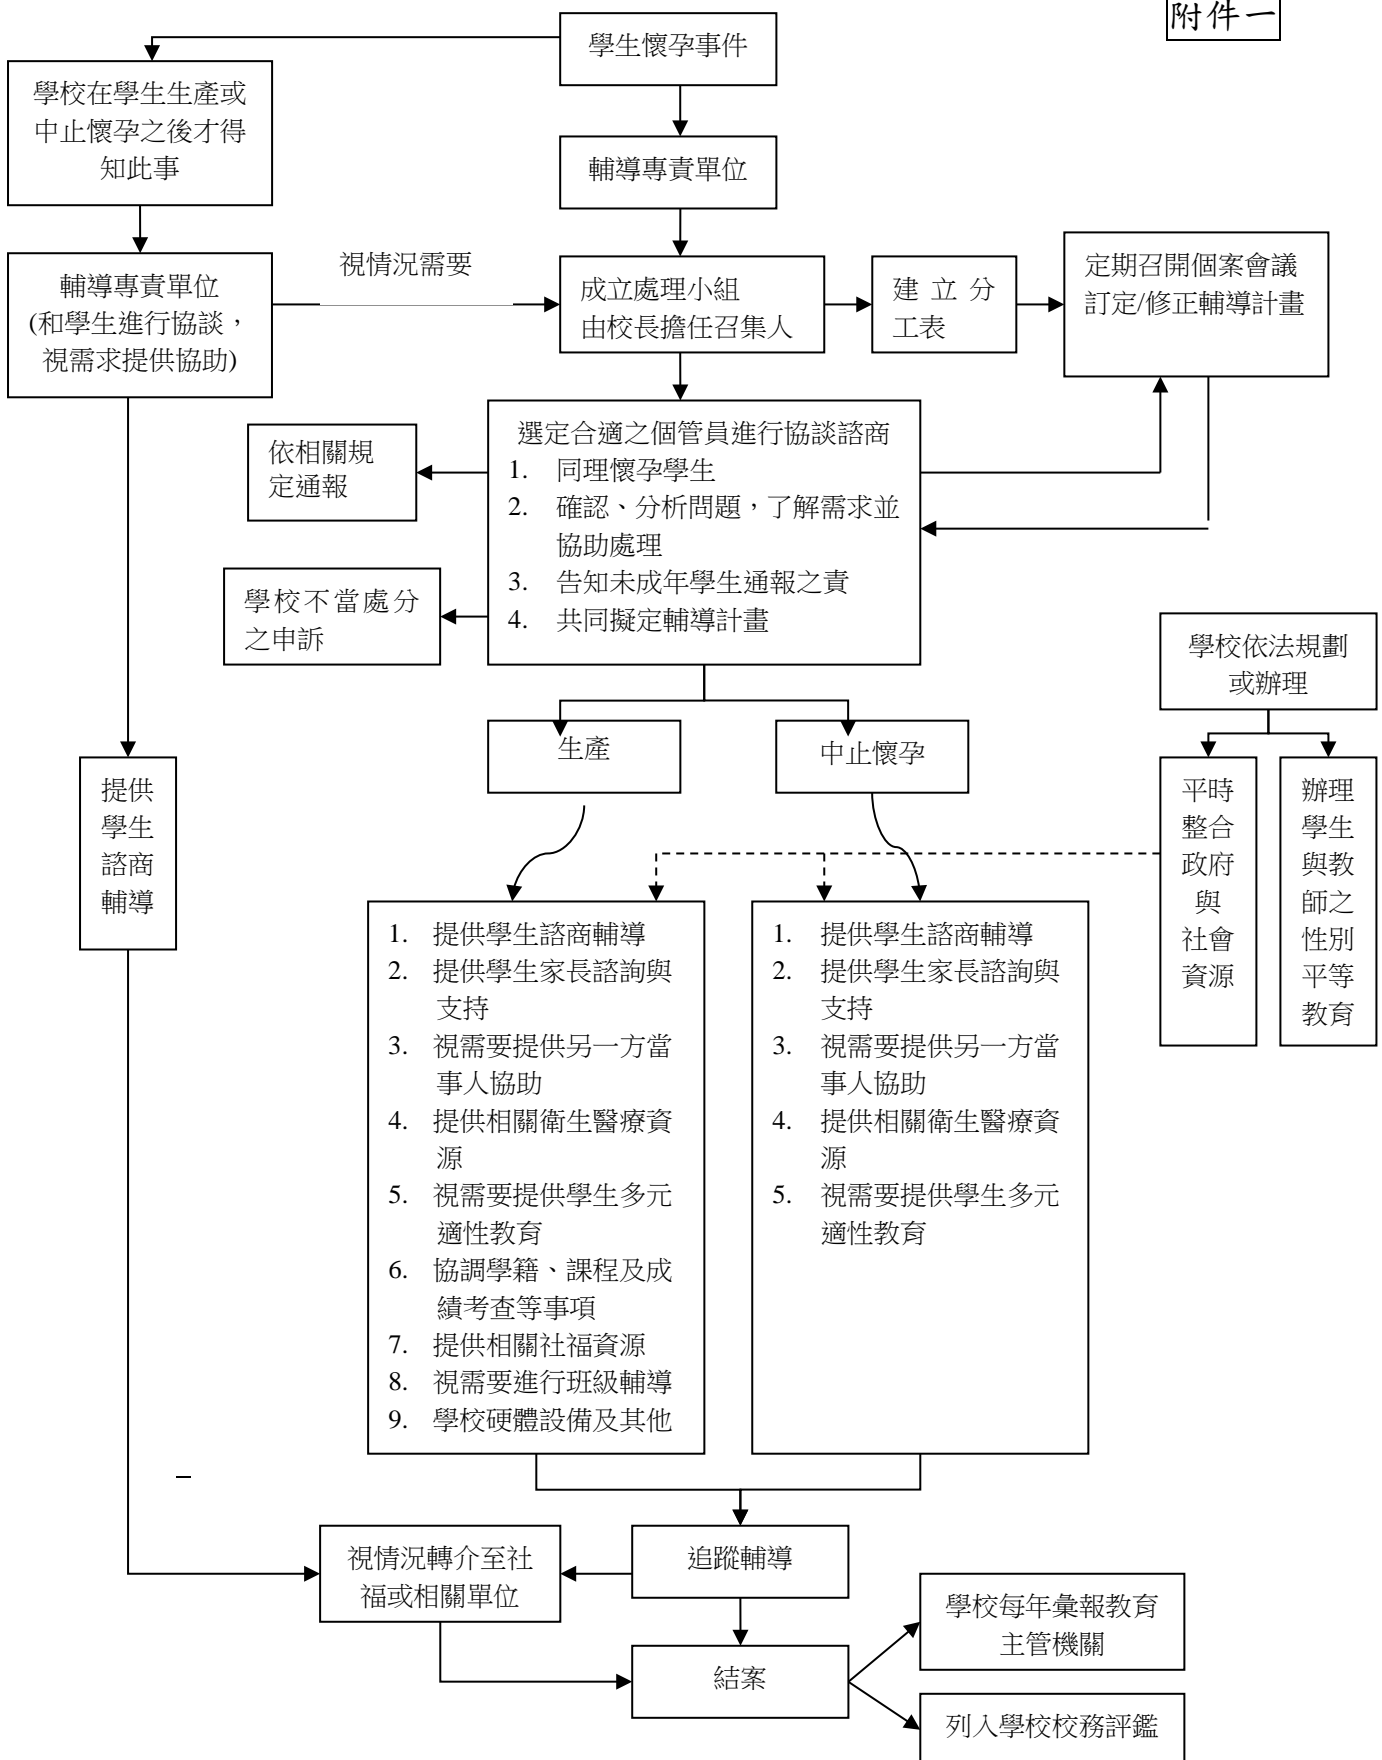 附件一
學生懷孕事件
學校在學生生產或
中止懷孕之後才得
知此事
輔導專責單位
輔導專責單位
(和學生進行協談，
視需求提供協助)
視情況需要
成立處理小組
由校長擔任召集人
建立分
工表
定期召開個案會議
訂定/修正輔導計畫
選定合適之個管員進行協談諮商
1. 同理懷孕學生
2. 確認、分析問題，了解需求並
協助處理
3. 告知未成年學生通報之責
4. 共同擬定輔導計畫
依相關規
定通報
學校不當處分
之申訴
學校依法規劃
或辦理
生產
中止懷孕
提供
學生
諮商
輔導
平時
整合
政府
與
社會
資源
辦理
學生
與教
師之
性別
平等
教育
1. 提供學生諮商輔導
2. 提供學生家長諮詢與
支持
3. 視需要提供另一方當
事人協助
4. 提供相關衛生醫療資
源
5. 視需要提供學生多元
適性教育
6. 協調學籍、課程及成
績考查等事項
7. 提供相關社福資源
8. 視需要進行班級輔導
9. 學校硬體設備及其他
1. 提供學生諮商輔導
2. 提供學生家長諮詢與
支持
3. 視需要提供另一方當
事人協助
4. 提供相關衛生醫療資
源
5. 視需要提供學生多元
適性教育
視情況轉介至社
福或相關單位
追蹤輔導
結案
學校每年彙報教育
主管機關
列入學校校務評鑑